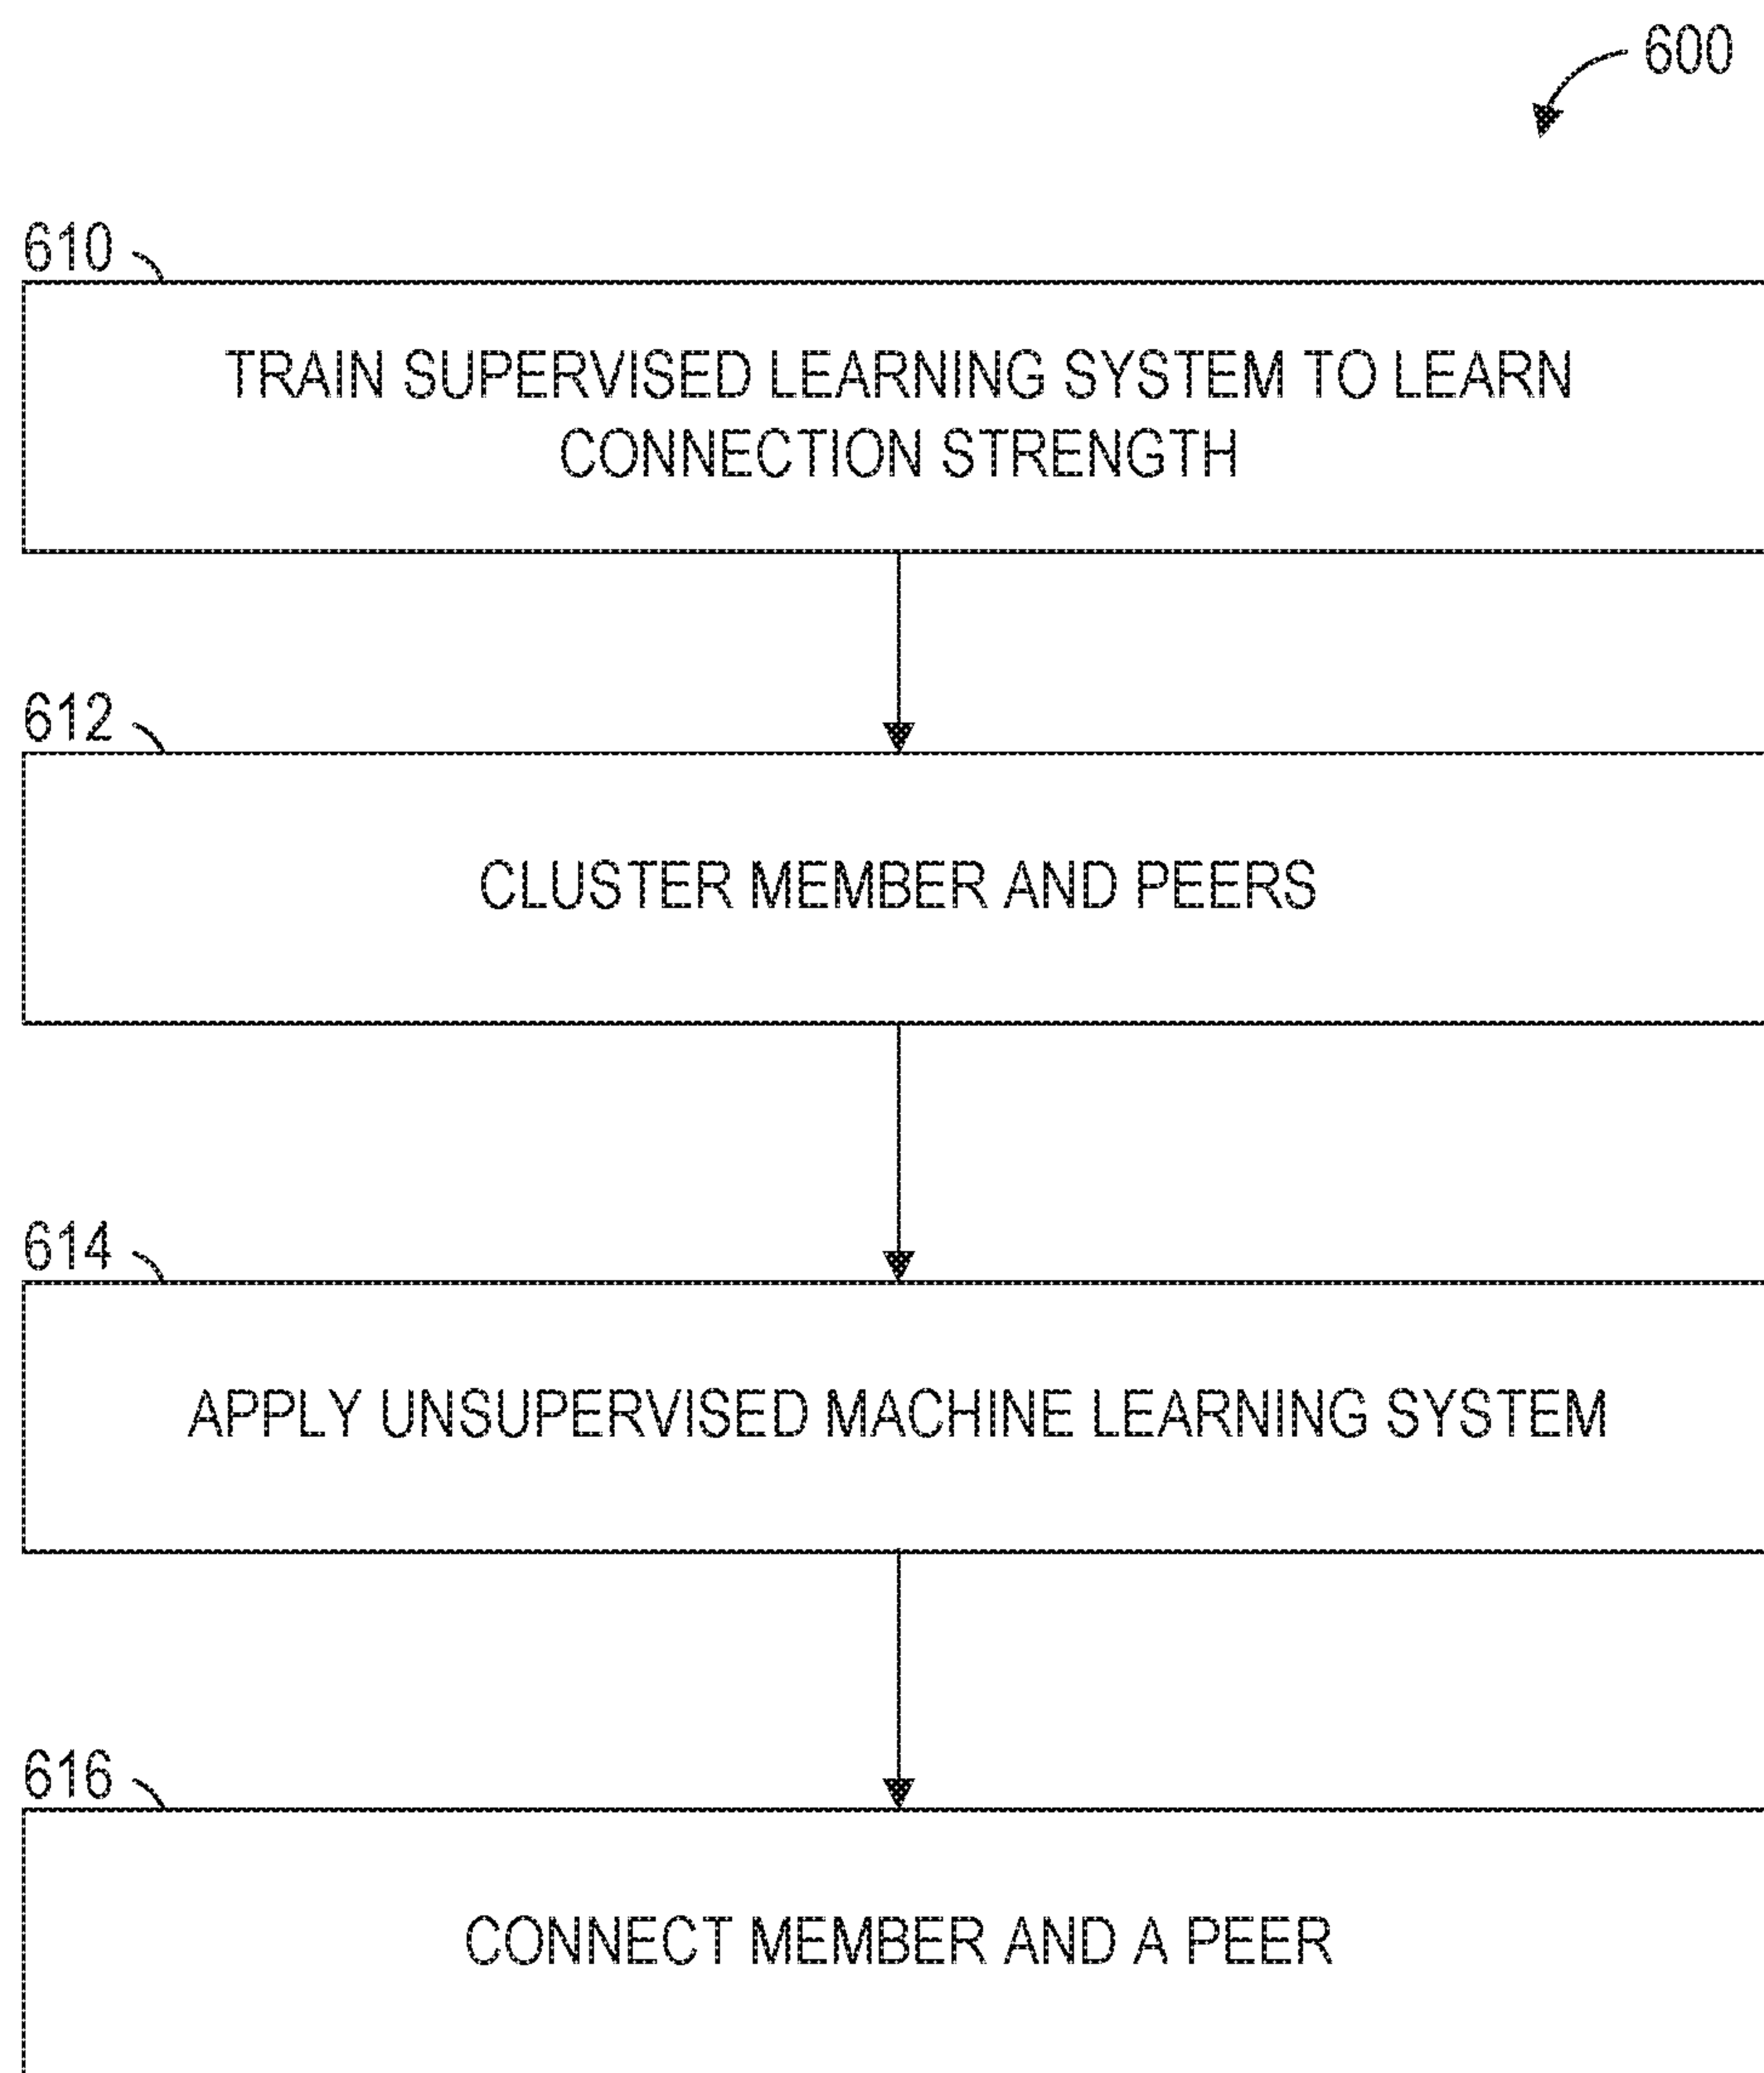 600
610
TRAIN SUPERVISED LEARNING SYSTEM TO LEARN
CONNECTION STRENGTH
612
CLUSTER MEMBER AND PEERS
614
APPLY UNSUPERVISED MACHINE LEARNING SYSTEM
616
CONNECT MEMBER AND A PEER